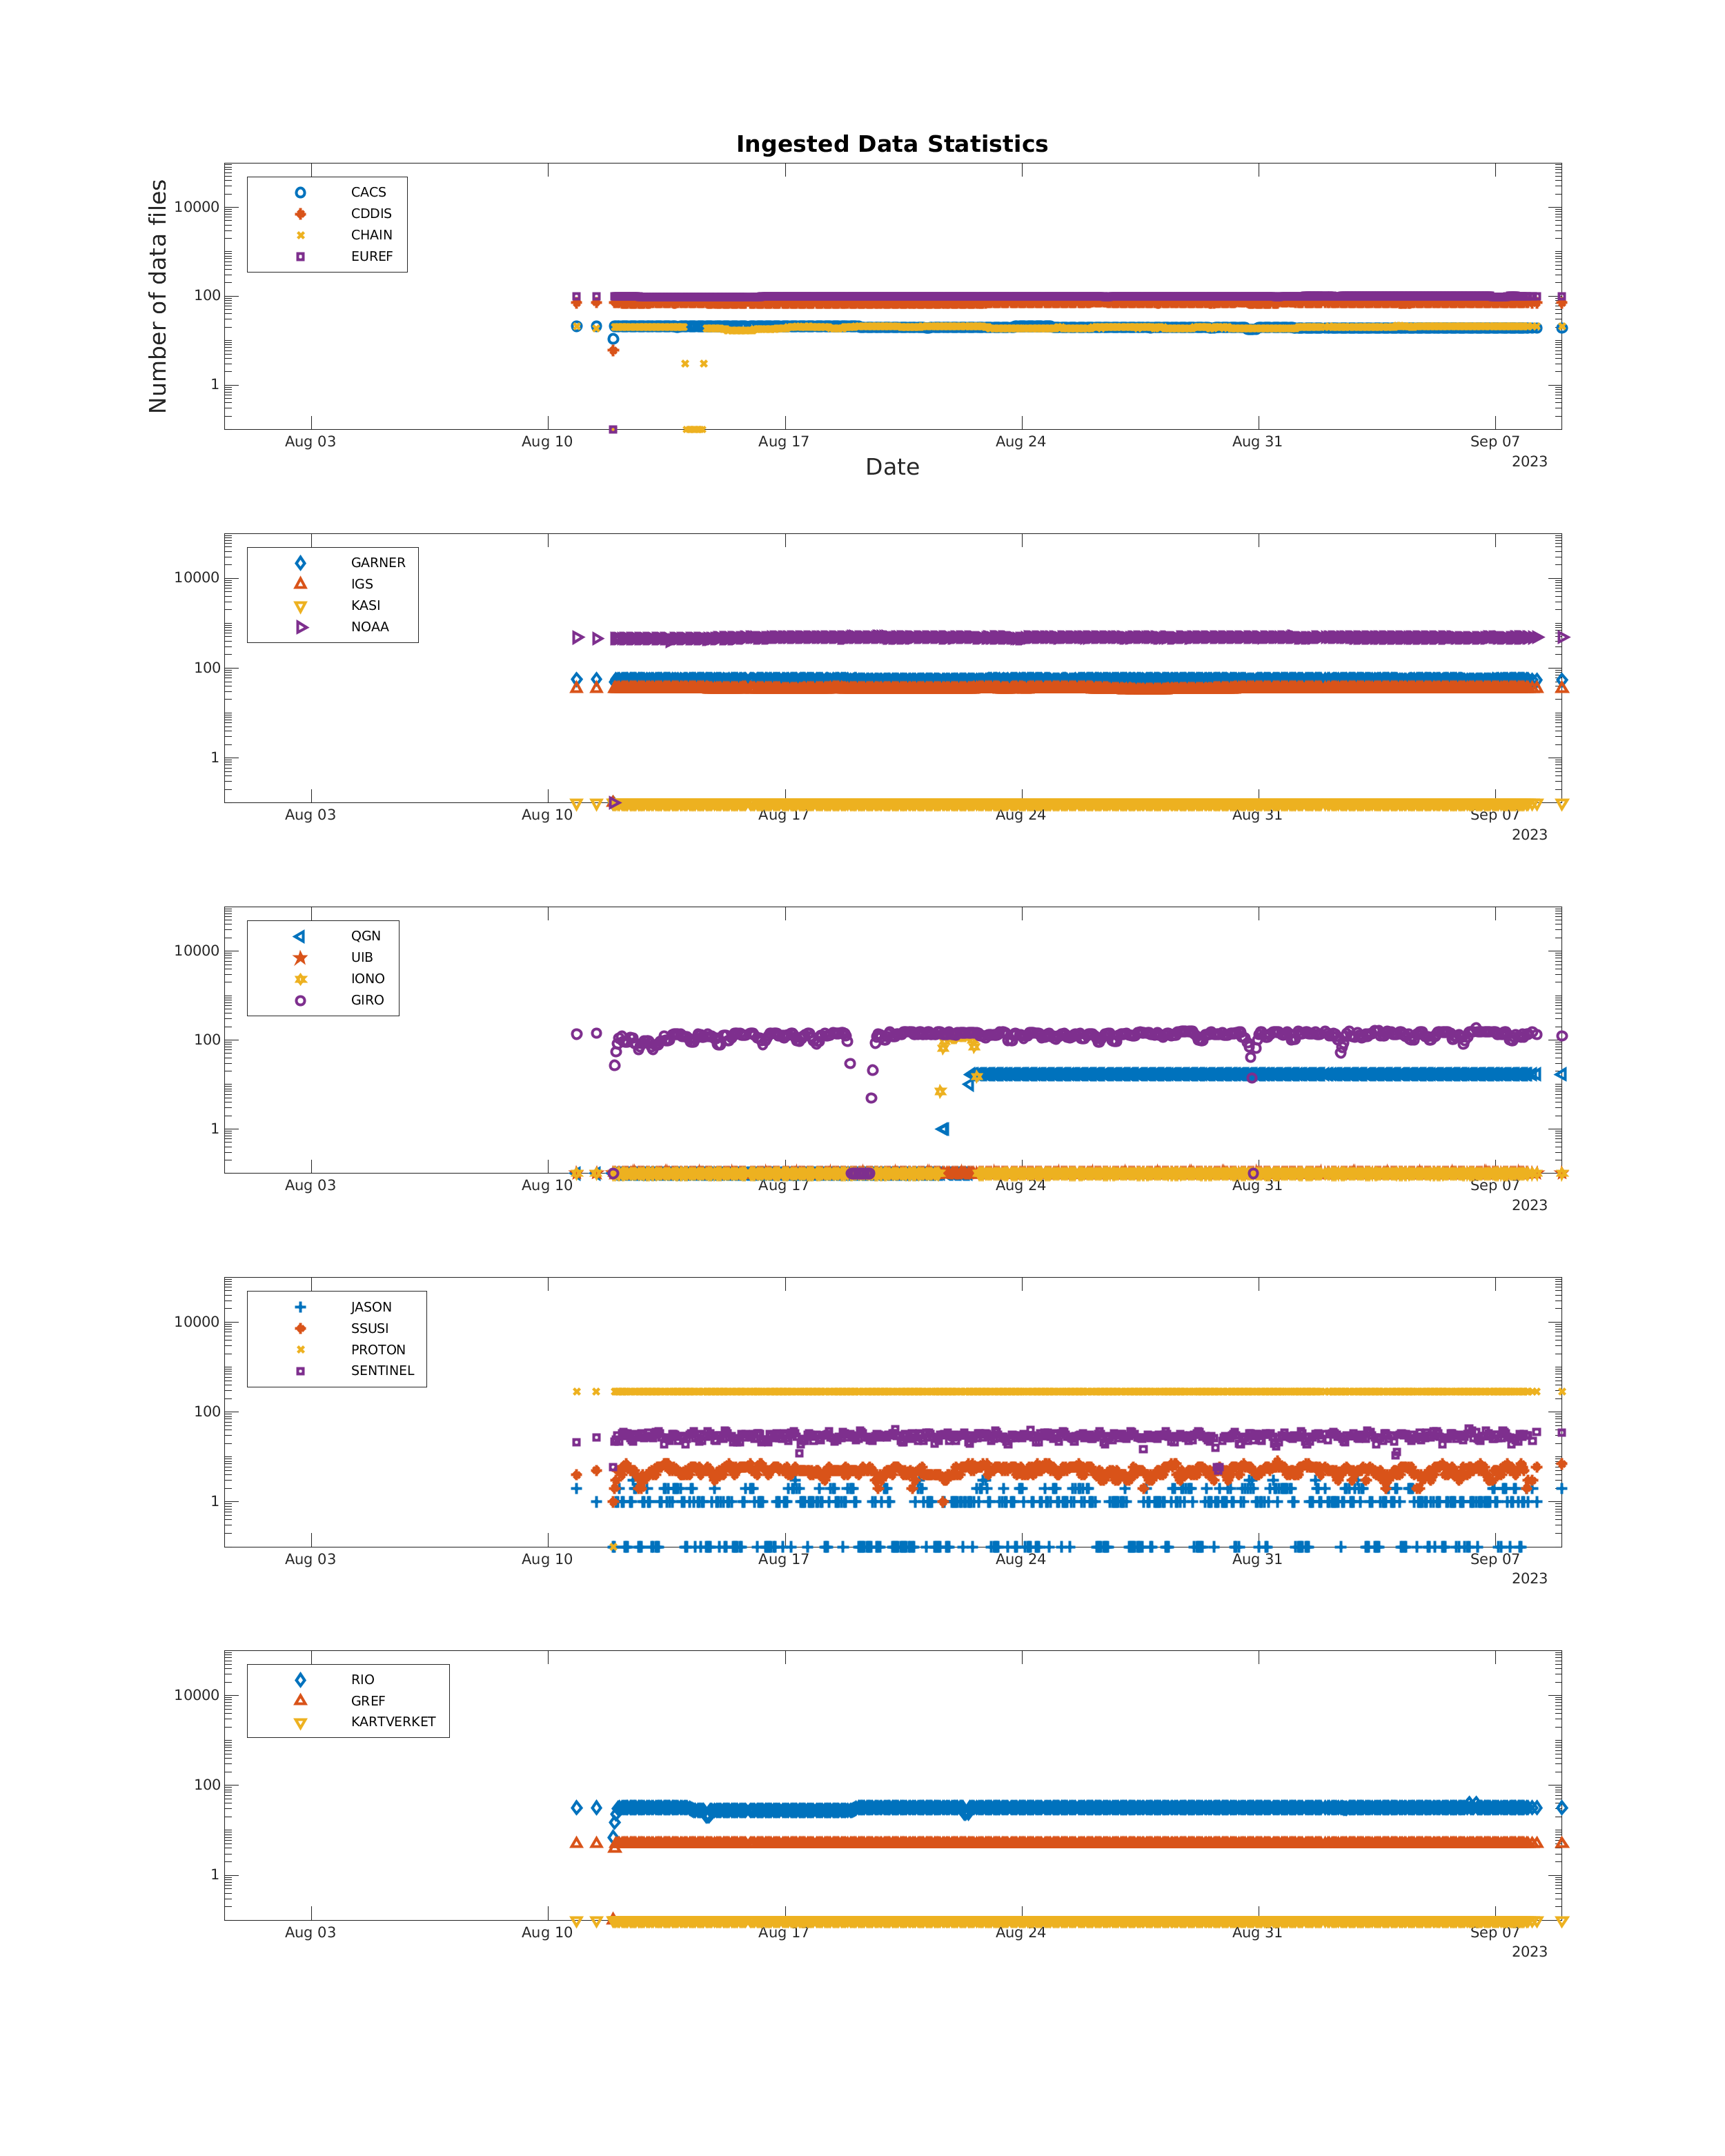 Ingested Data Statistics
Number of data files
10000
100
1
CACS
CDDIS
CHAIN
EUREF
Aug 03 Aug 10 Aug 17 Aug 24 Aug 31 Sep 07
2023
Date
10000
100
1
GARNER
IGS
KASI
NOAA
Aug 03 Aug 10 Aug 17 Aug 24 Aug 31 Sep 07
2023
10000
100
1
QGN
UIB
IONO
GIRO
Aug 03 Aug 10 Aug 17 Aug 24 Aug 31 Sep 07
2023
10000
100
1
JASON
SSUSI
PROTON
SENTINEL
Aug 03 Aug 10 Aug 17 Aug 24 Aug 31 Sep 07
2023
10000
100
1
RIO
GREF
KARTVERKET
Aug 03 Aug 10 Aug 17 Aug 24 Aug 31 Sep 07
2023